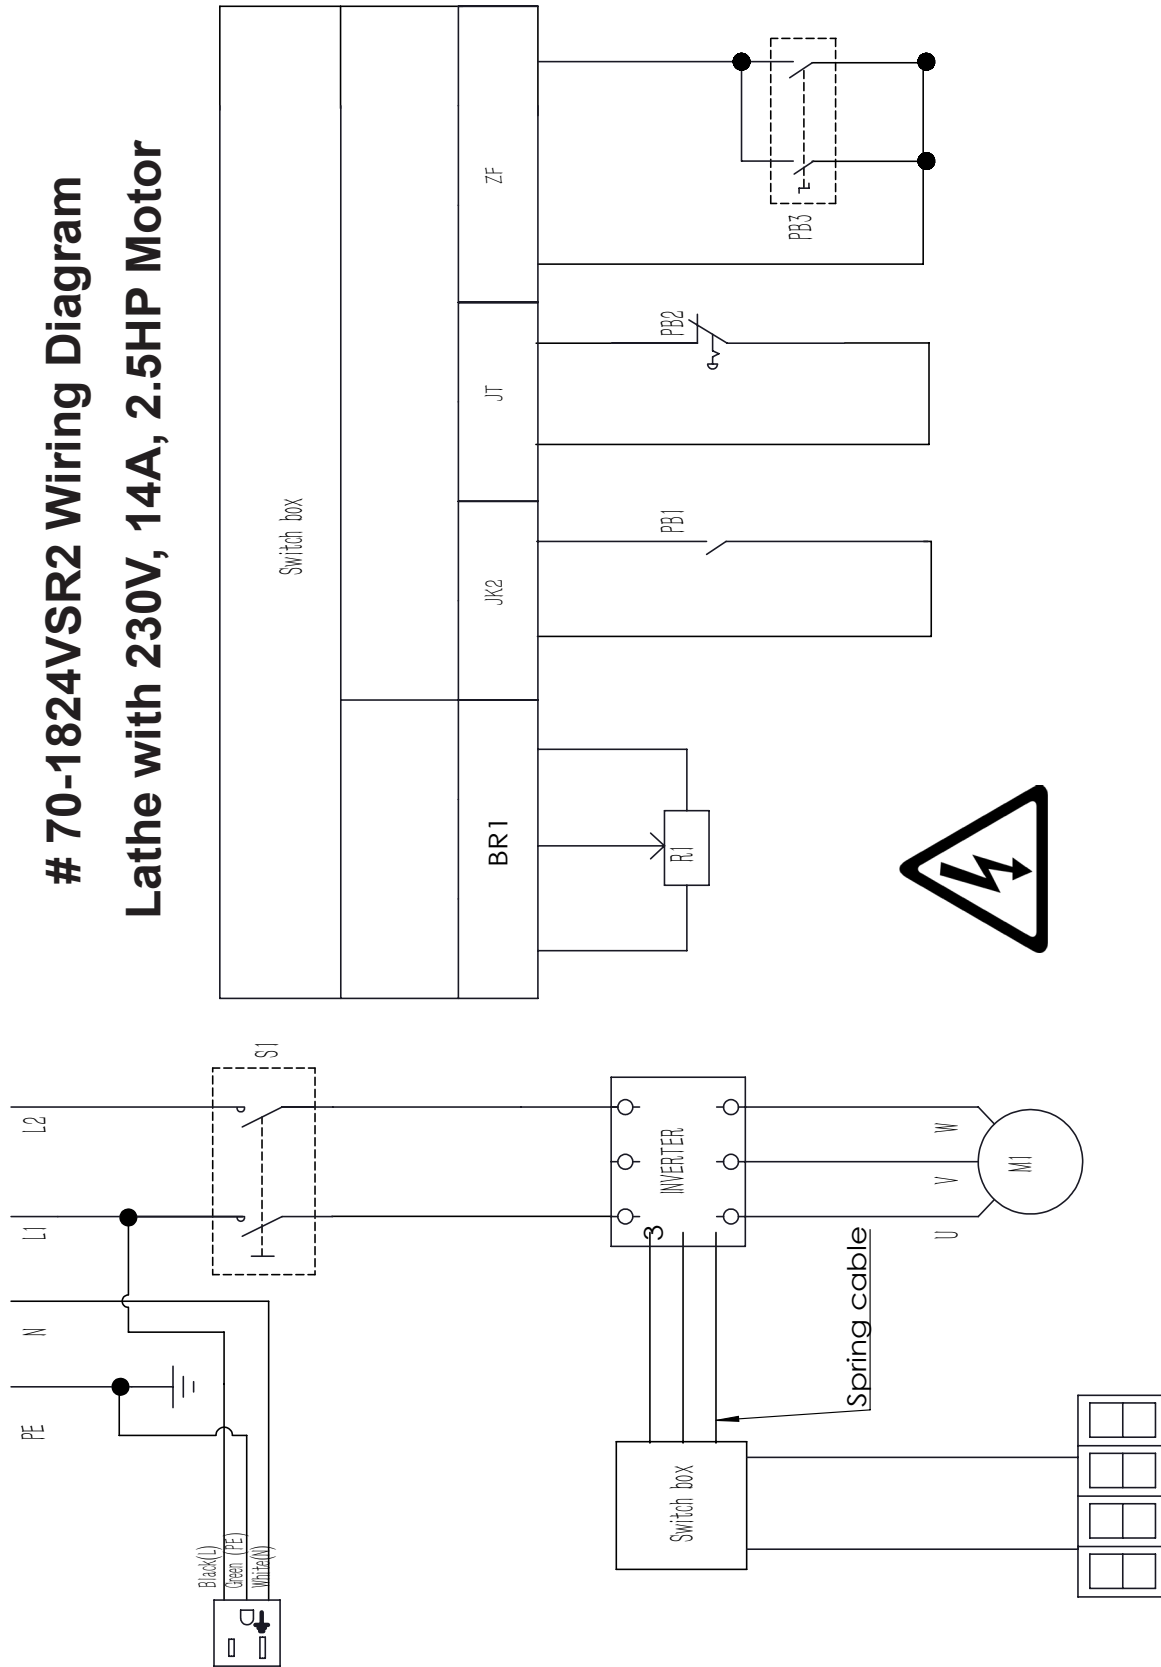 # 70-1824VSR2 Wiring Diagram
Lathe with 230V, 14A, 2.5HP Motor
PE
N
L1
L2
Black(L)
Green (PE)
White(N)
S1
Switch box
BR1
JK2
JT
ZF
Switch box
3
INVERTER
R1
PB1
PB2
PB3
Spring cable
U
V
W
M1